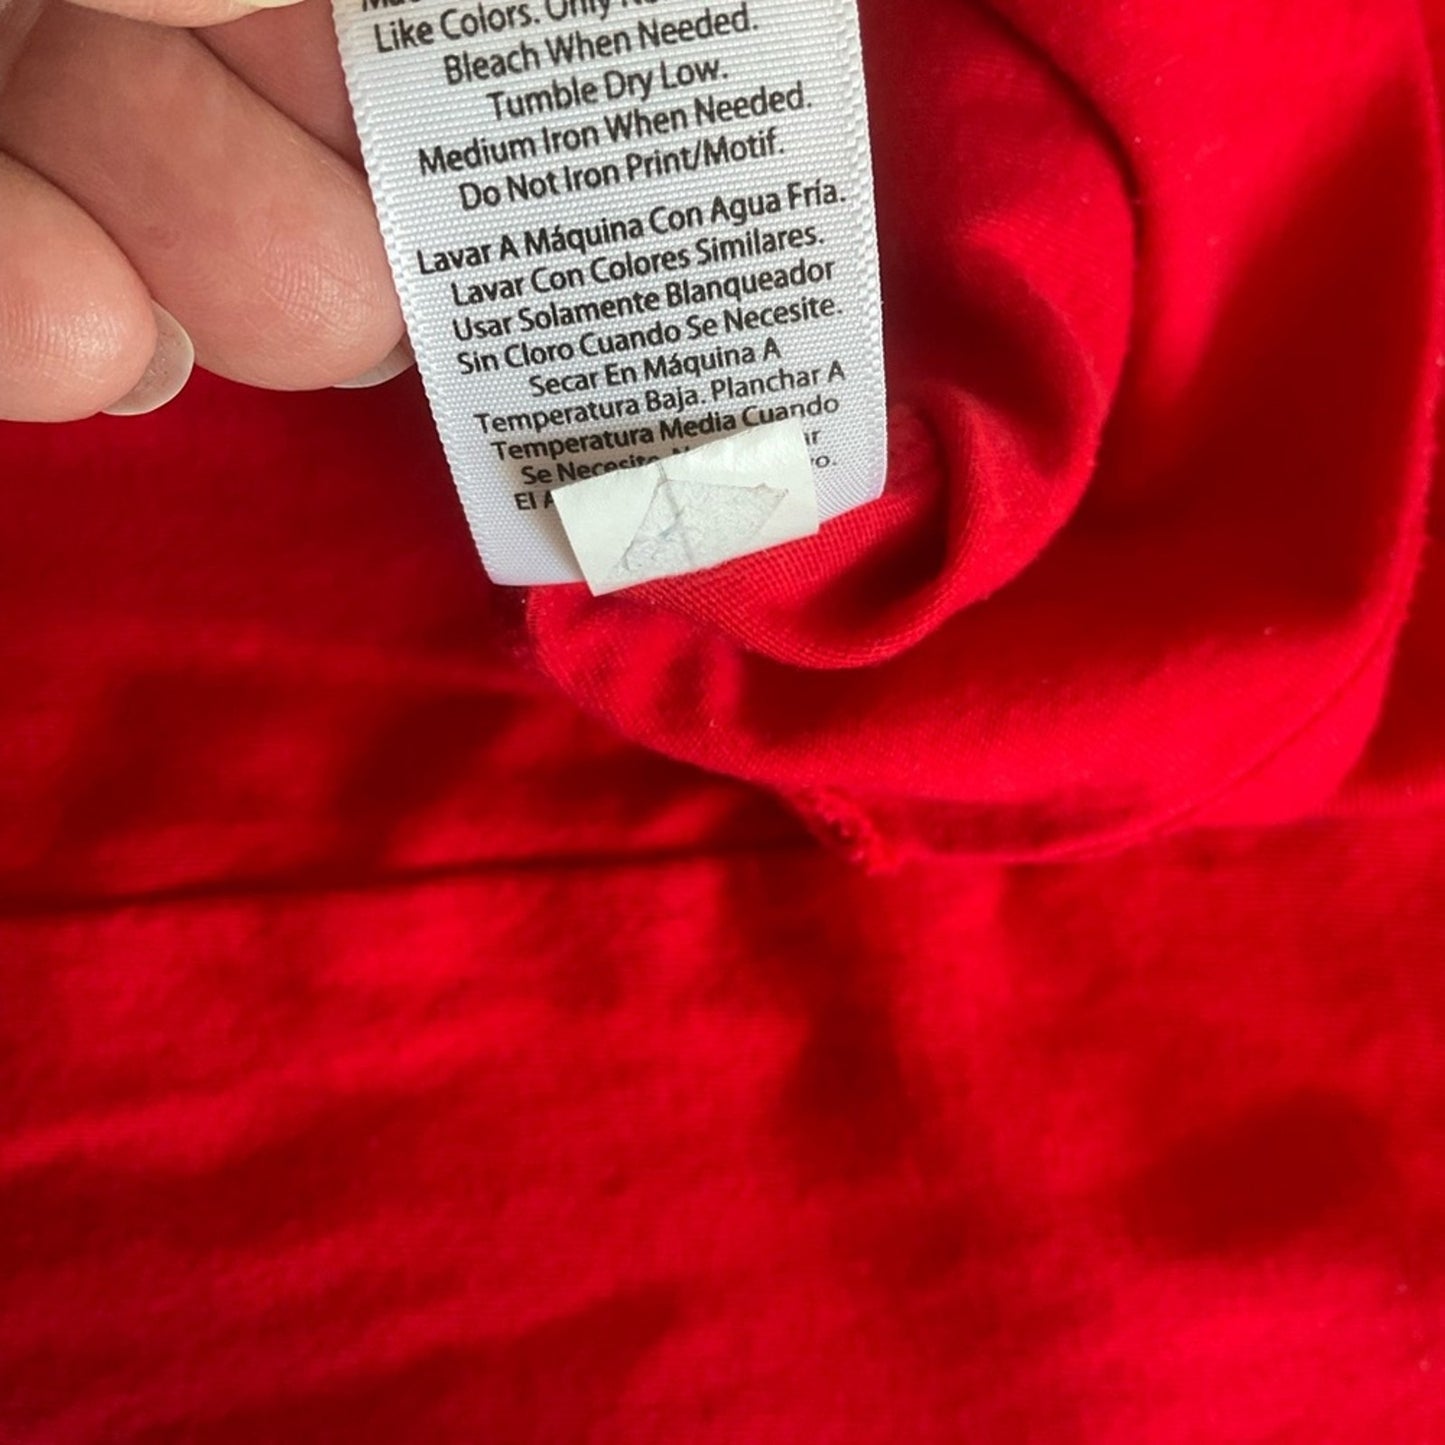 Like Colors. Only
Bleach When Needed.
Tumble Dry Low.
Medium Iron When Needed.
Do Not Iron Print/Motif.
Lavar A Máquina Con Agua Fría.
Lavar Con Colores Similares.
Usar Solamente Blanqueador
Sin Cloro Cuando Se Necesite.
Secar En Máquina A
Temperatura Baja. Planchar A
Temperatura Media Cuando
Se Necesite.
El